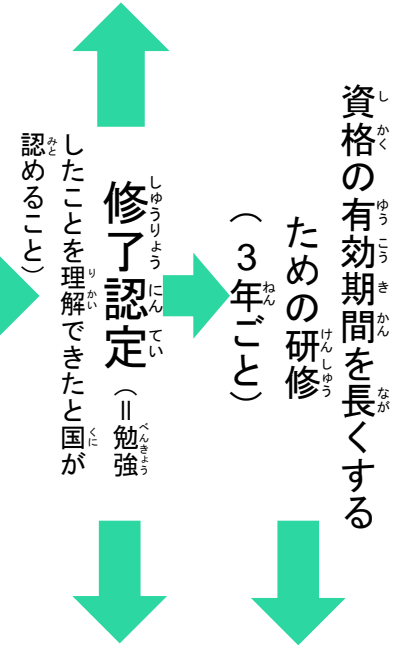 資格の有効期間を長くする
ための研修
（３年ごと）
修了認定（＝勉強
したことを理解できたと国が
認めること）